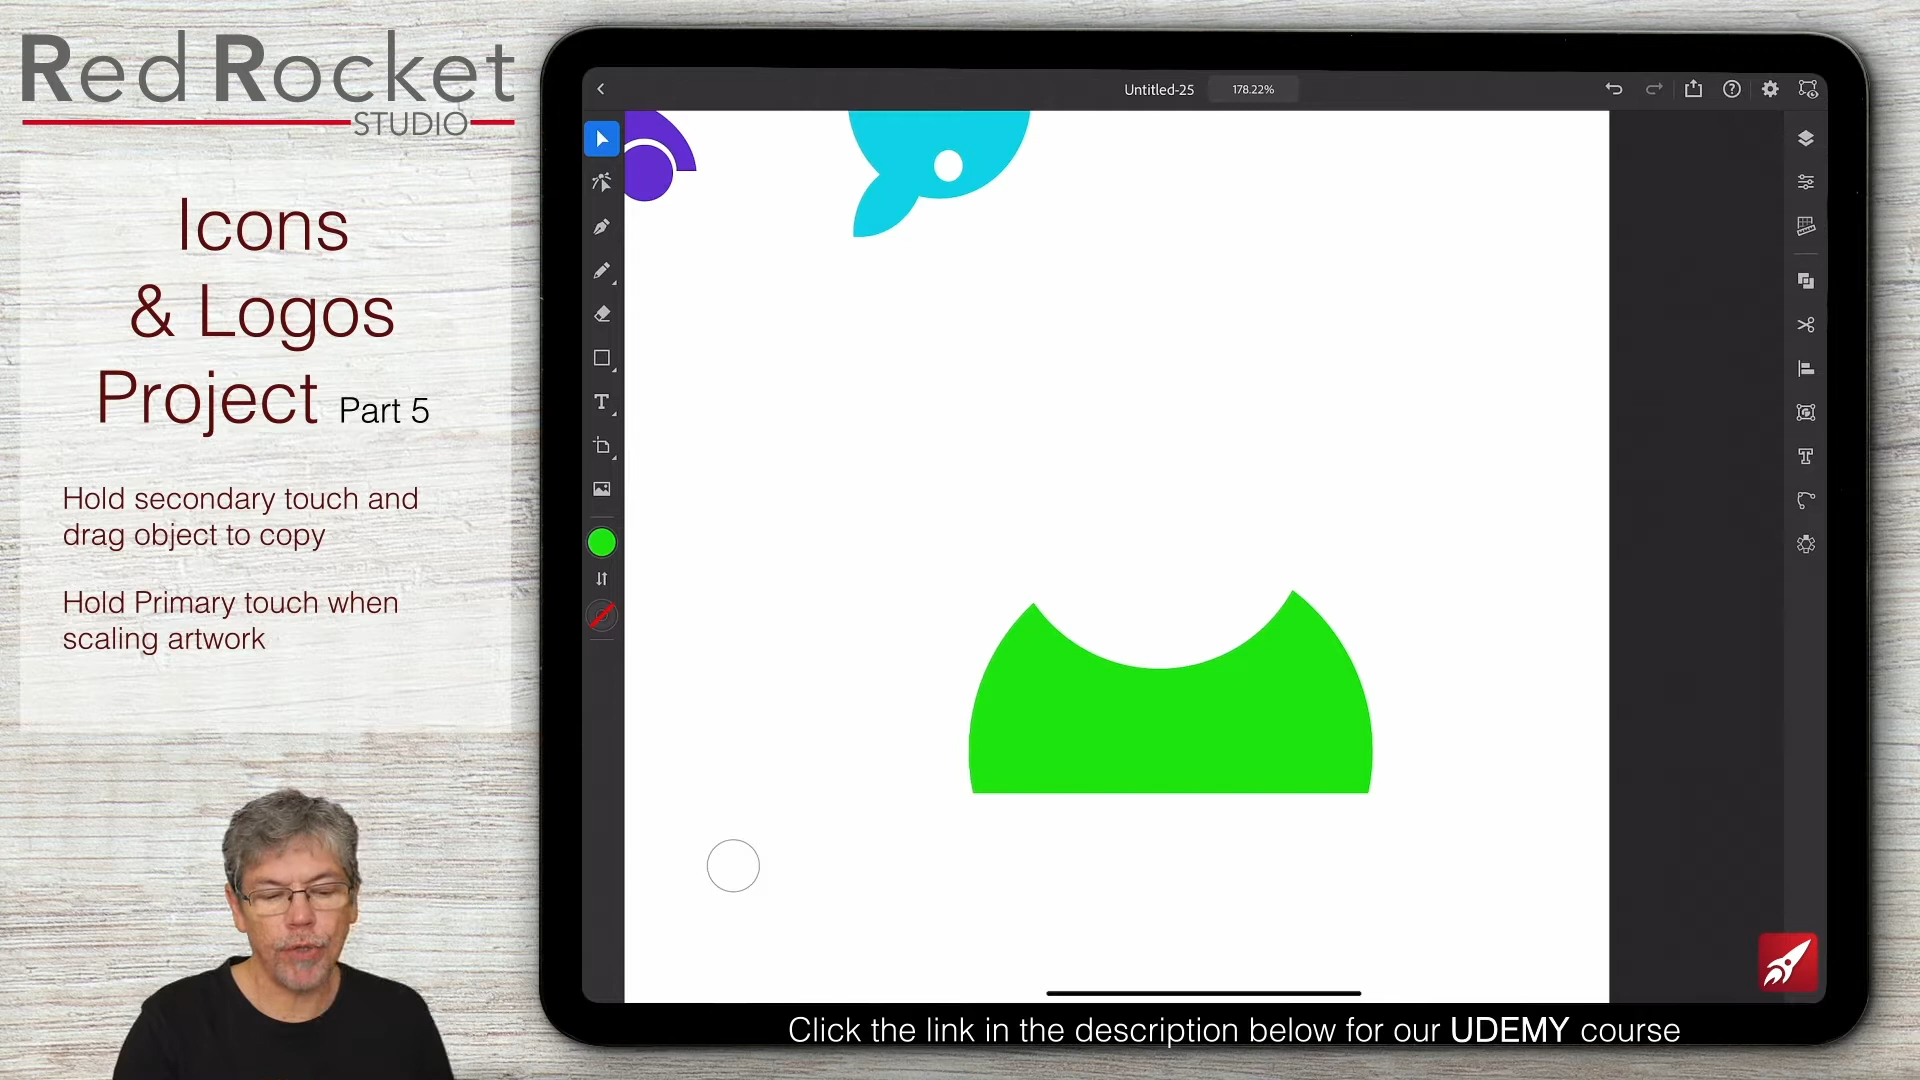 Red Rocket
STUDIO
Icons
& Logos
Project Part 5
Hold secondary touch and
drag object to copy
Hold Primary touch when
scaling artwork
Untitled-25
178.22%
Click the link in the description below for our UDEMY course